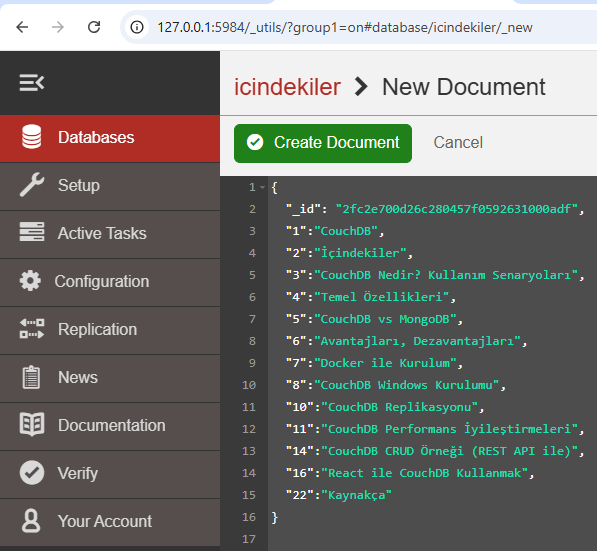 127.0.0.1:5984/_utils/?group1=on#database/icindekiler/_new
icindekiler > New Document
Databases
Setup
Active Tasks
Configuration
Replication
News
Documentation
Verify
Your Account
Create Document Cancel
1 {
2 "_id": "2fc2e700d26c280457f0592631000adf",
3 "1":"CouchDB",
4 "2":"İçindekiler",
5 "3":"CouchDB Nedir? Kullanım Senaryoları",
6 "4":"Temel Özellikleri",
7 "5":"CouchDB vs MongoDB",
8 "6":"Avantajları, Dezavantajları",
9 "7":"Docker ile Kurulum",
10 "8":"CouchDB Windows Kurulumu",
11 "10":"CouchDB Replikasyonu",
12 "11":"CouchDB Performans İyileştirmeleri",
13 "14":"CouchDB CRUD Örneği (REST API ile)",
14 "16":"React ile CouchDB Kullanmak",
15 "22":"Kaynakça"
16 }
17